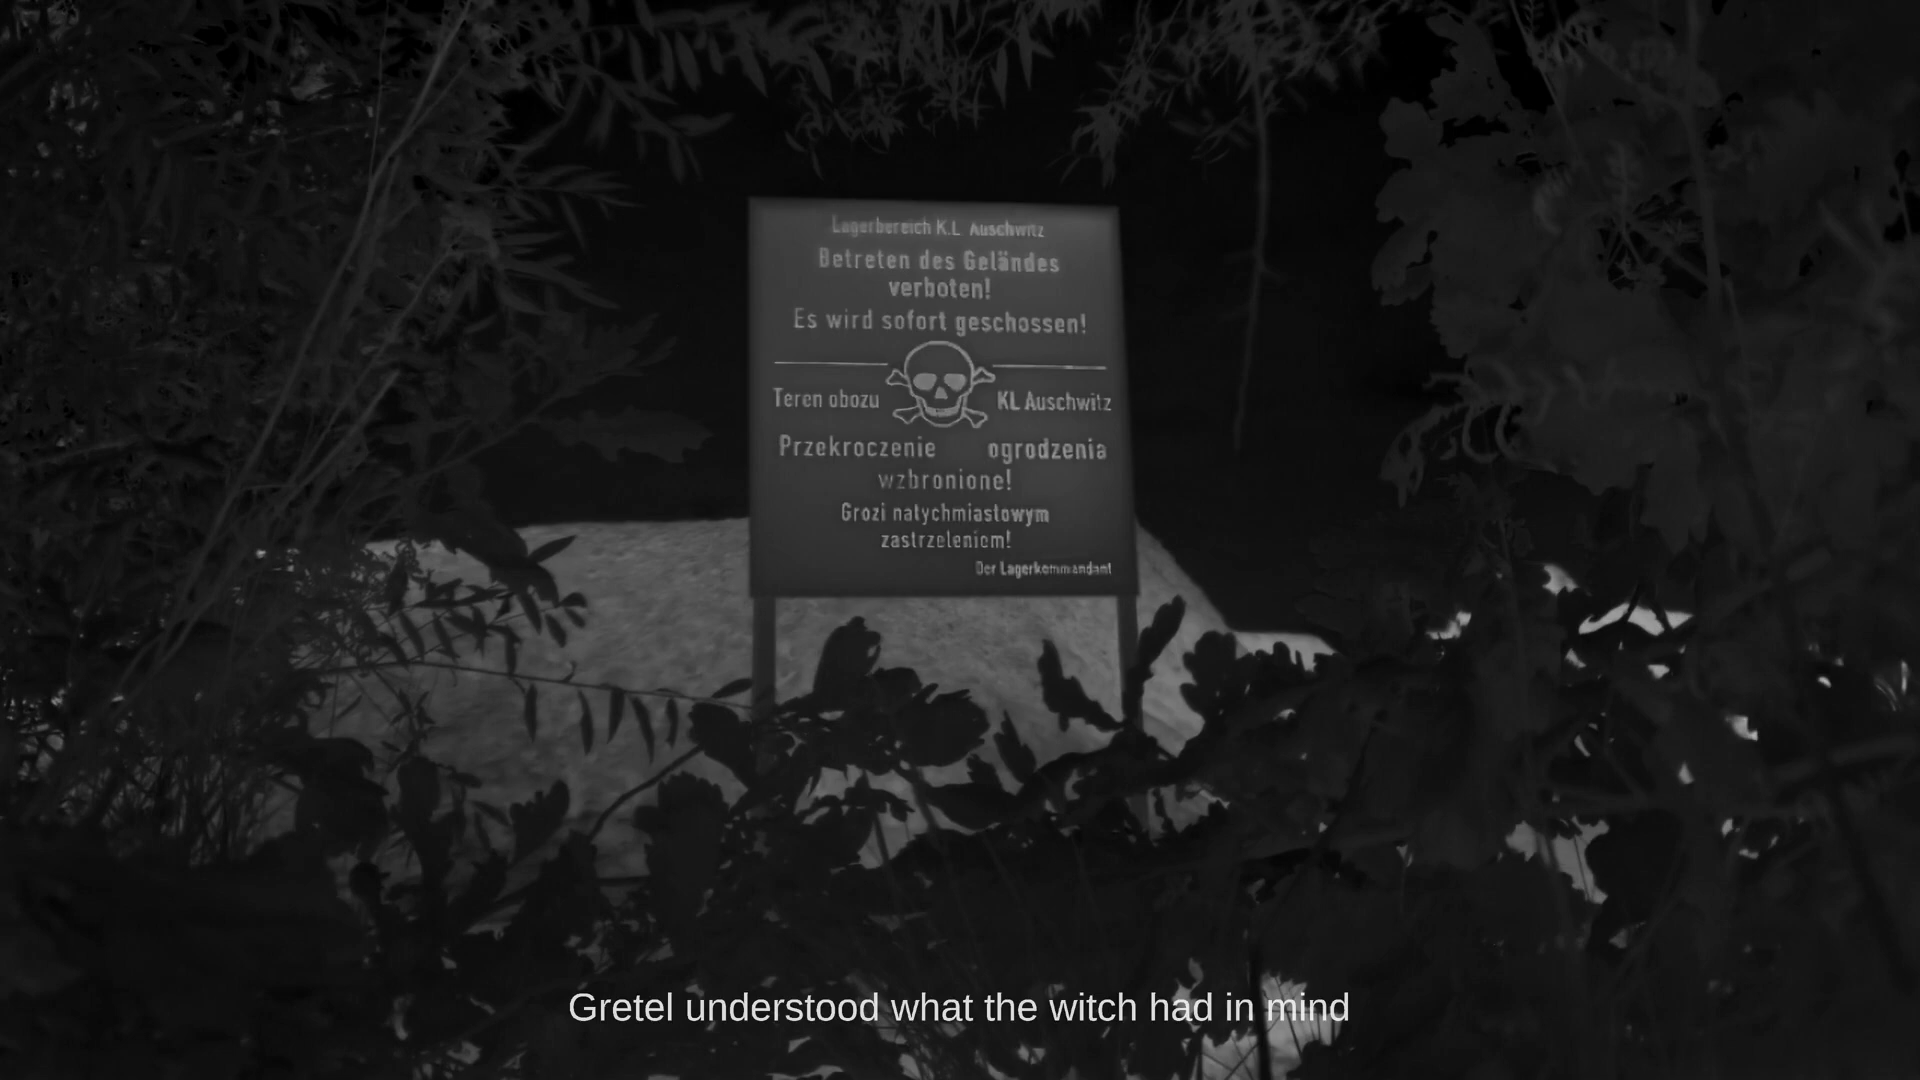 Lagerbereich K.L Auschwitz
Betreten des Geländes
verboten!
Es wird sofort geschossen!
Teren obozu KL Auschwitz
Przekroczenie ogrodzenia
wzbronione!
Grozi natychmiastowym
zastrzeleniem!
Der Lagerkommandant
Gretel understood what the witch had in mind